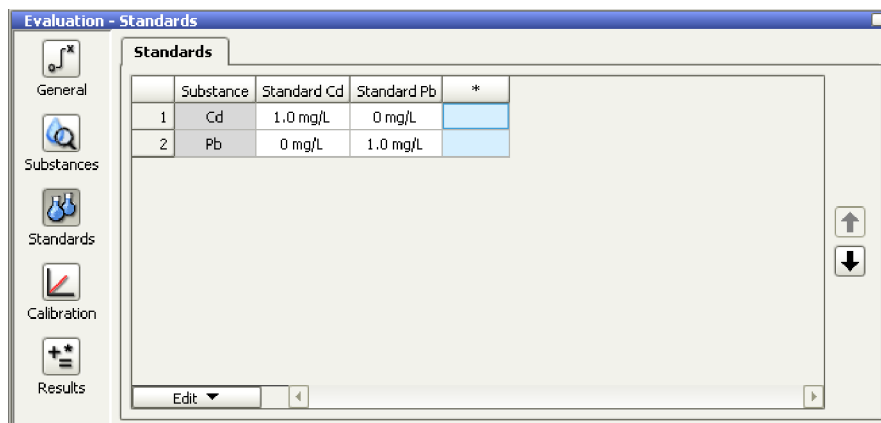 Evaluation - Standards
General
Substances
Standards
Calibration
Results
Standards
Substance Standard Cd Standard Pb *
1 Cd 1.0 mg/L 0 mg/L
2 Pb 0 mg/L 1.0 mg/L
Edit